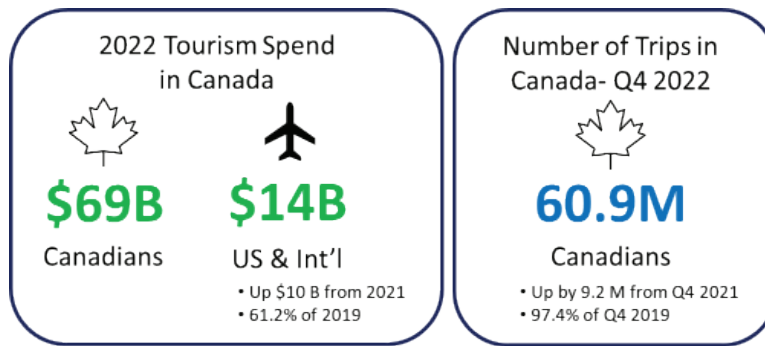 2022 Tourism Spend
in Canada
$69B
Canadians
$14B
US & Int'l
• Up $10 B from 2021
• 61.2% of 2019
Number of Trips in
Canada- Q4 2022
60.9M
Canadians
• Up by 9.2 M from Q4 2021
• 97.4% of Q4 2019